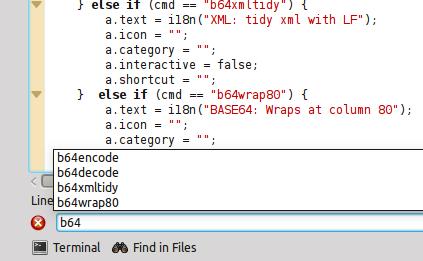 } else if (cmd == "b64xmltidy") {
a.text = i18n("XML: tidy xml with LF");
a.icon = "";
a.category = "";
a.interactive = false;
a.shortcut = "";
} else if (cmd == "b64wrap80") {
a.text = i18n("BASE64: Wraps at column 80");
a.icon = "";
a.category = "";
b64encode
b64decode
b64xmltidy
b64wrap80
Line
b64
Terminal Find in Files